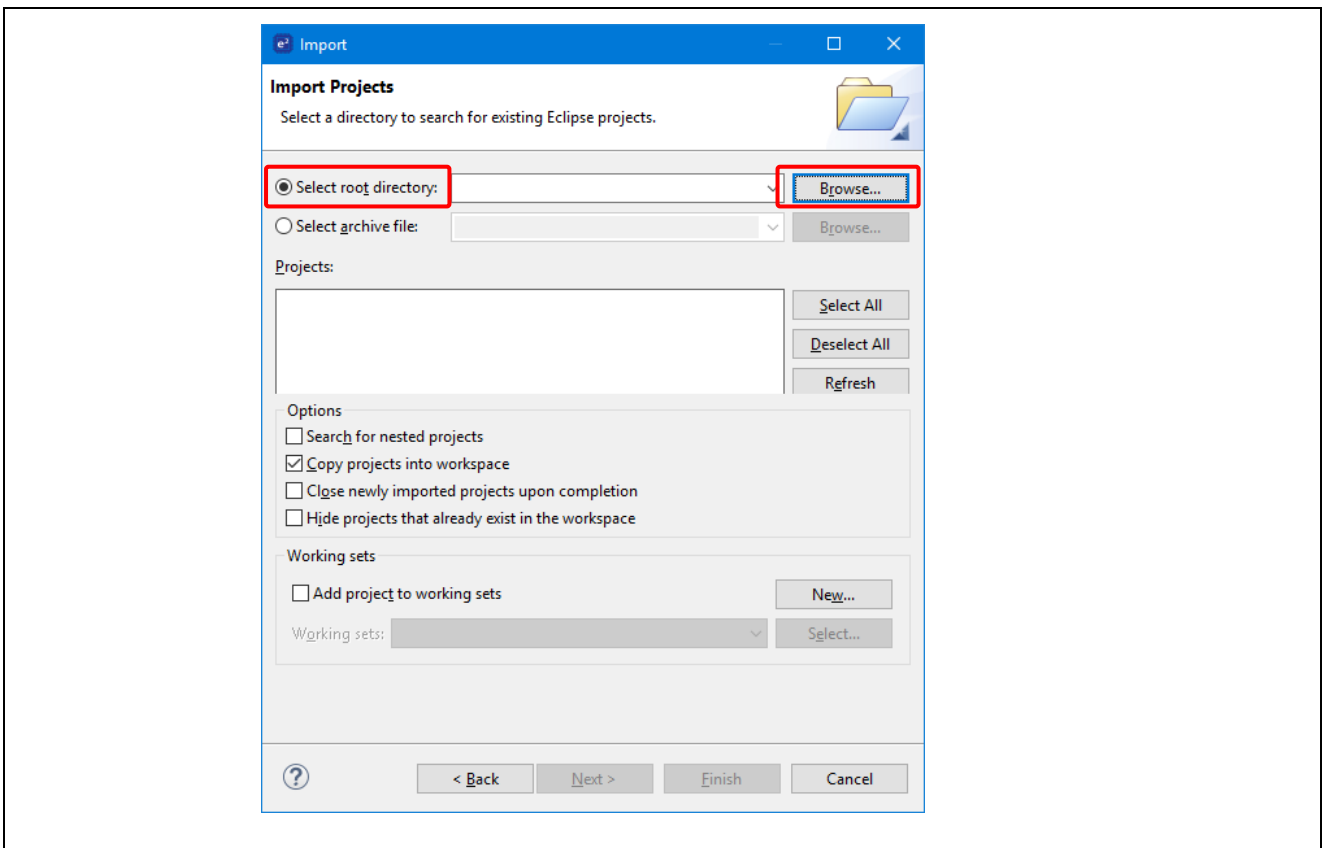 e² Import
Import Projects
Select a directory to search for existing Eclipse projects.
Select root directory: Browse...
Select archive file: Browse...
Projects:
Select All
Deselect All
Refresh
Options
Search for nested projects
Copy projects into workspace
Close newly imported projects upon completion
Hide projects that already exist in the workspace
Working sets
Add project to working sets New...
Working sets: Select...
? < Back Next > Finish Cancel